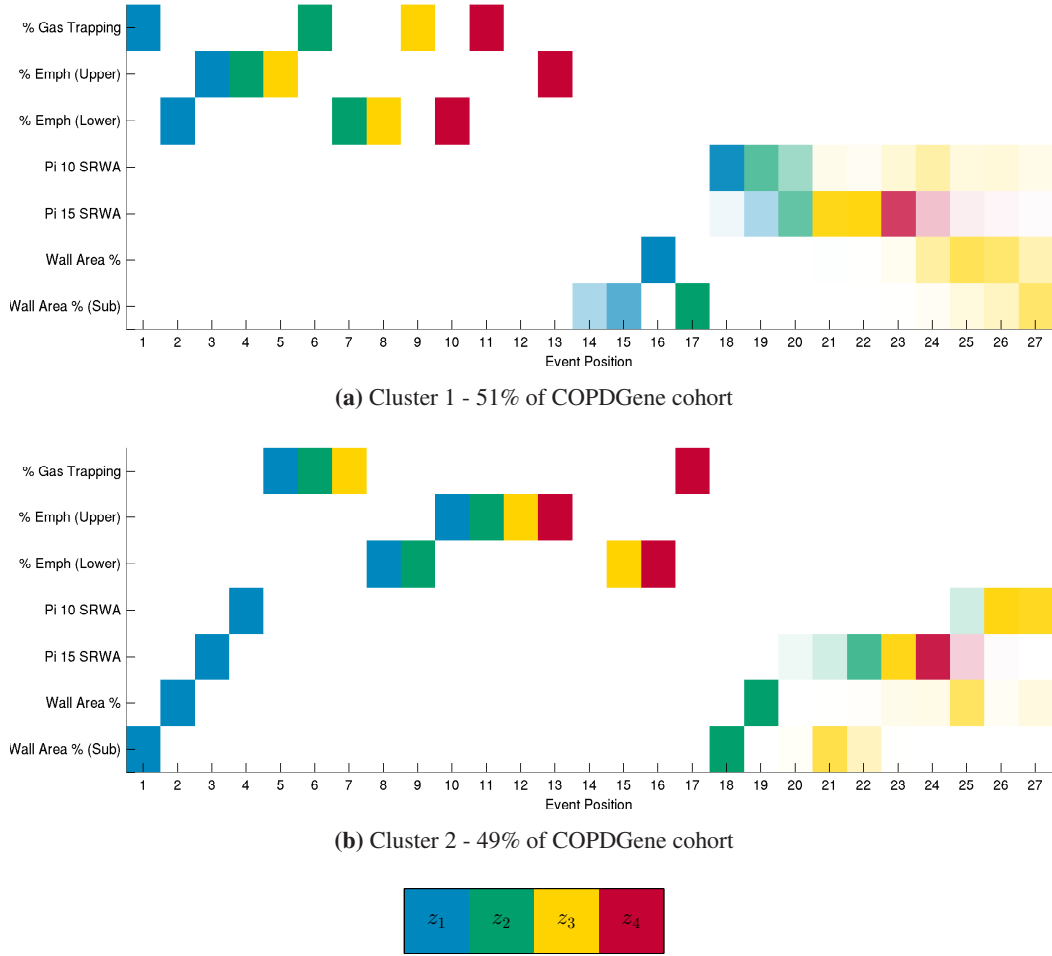 % Gas Trapping
% Emph (Upper)
% Emph (Lower)
Pi 10 SRWA
Pi 15 SRWA
Wall Area %
Wall Area % (Sub)
1 2 3 4 5 6 7 8 9 10 11 12 13 14 15 16 17 18 19 20 21 22 23 24 25 26 27
Event Position
(a) Cluster 1 - 51% of COPDGene cohort
% Gas Trapping
% Emph (Upper)
% Emph (Lower)
Pi 10 SRWA
Pi 15 SRWA
Wall Area %
Wall Area % (Sub)
1 2 3 4 5 6 7 8 9 10 11 12 13 14 15 16 17 18 19 20 21 22 23 24 25 26 27
Event Position
(b) Cluster 2 - 49% of COPDGene cohort
z₁ z₂ z₃ z₄